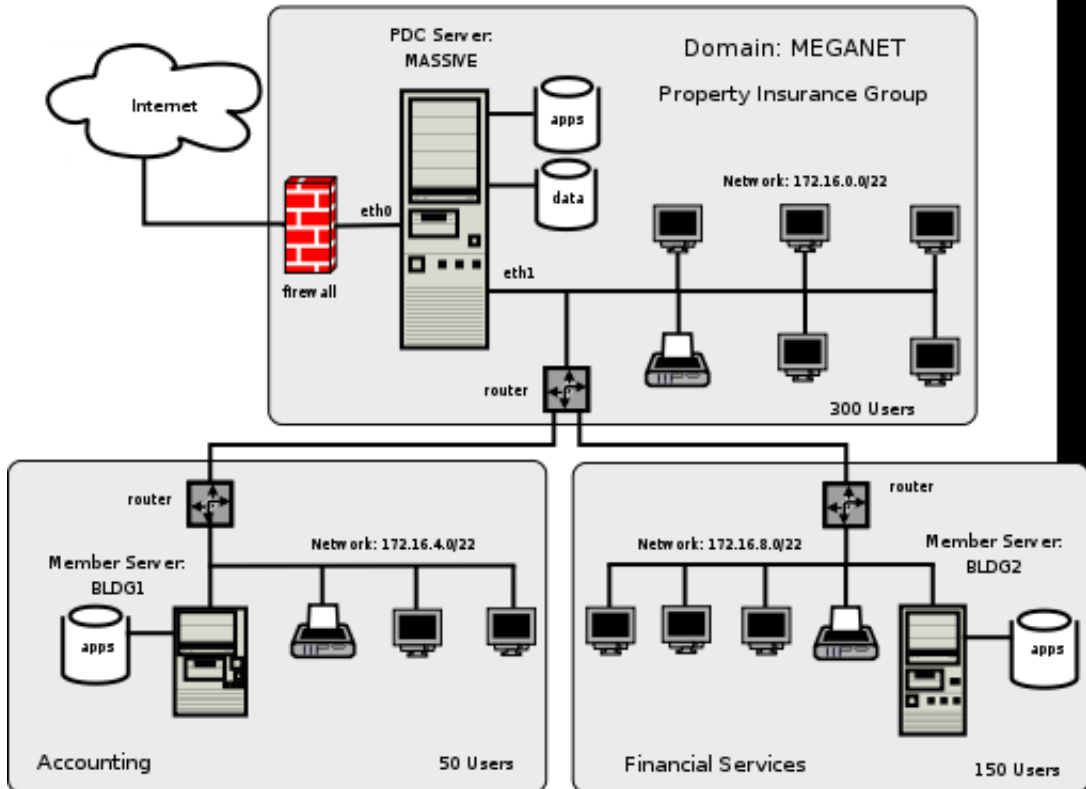 PDC Server:
MASSIVE
Domain: MEGANET
Property Insurance Group
Internet
apps
data
Network: 172.16.0.0/22
eth0
eth1
firewall
router
300 Users
router
Network: 172.16.4.0/22
Member Server:
BLDG1
apps
Accounting
50 Users
router
Network: 172.16.8.0/22
Member Server:
BLDG2
apps
Financial Services
150 Users